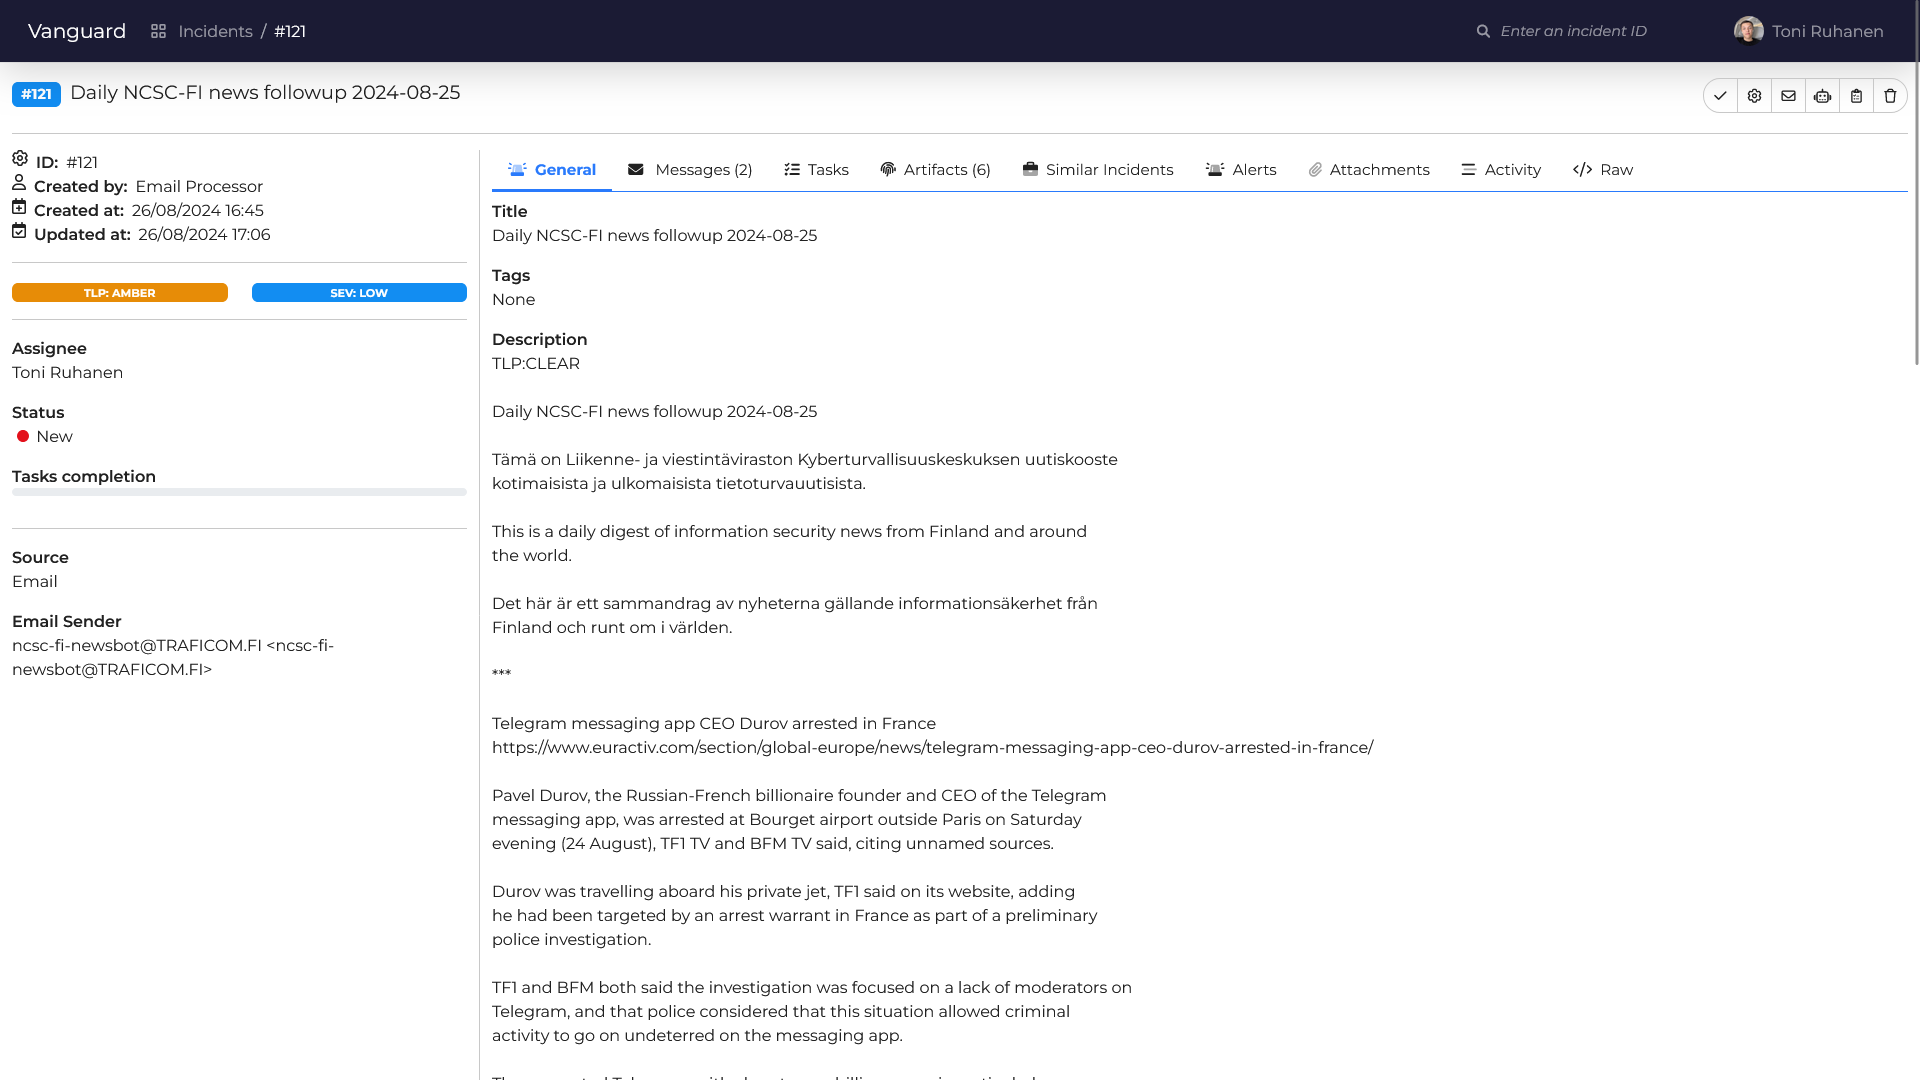 Vanguard
Incidents / #121
Enter an incident ID
Toni Ruhanen
#121 Daily NCSC-FI news followup 2024-08-25
ID: #121
Created by: Email Processor
Created at: 26/08/2024 16:45
Updated at: 26/08/2024 17:06
TLP: AMBER
SEV: LOW
Assignee
Toni Ruhanen
Status
New
Tasks completion
Source
Email
Email Sender
ncsc-fi-newsbot@TRAFICOM.FI <ncsc-fi-
newsbot@TRAFICOM.FI>
General
Messages (2)
Tasks
Artifacts (6)
Similar Incidents
Alerts
Attachments
Activity
</> Raw
Title
Daily NCSC-FI news followup 2024-08-25
Tags
None
Description
TLP:CLEAR
Daily NCSC-FI news followup 2024-08-25
Tämä on Liikenne- ja viestintäviraston Kyberturvallisuuskeskuksen uutiskooste
kotimaisista ja ulkomaisista tietoturvauutisista.
This is a daily digest of information security news from Finland and around
the world.
Det här är ett sammandrag av nyheterna gällande informationsäkerhet från
Finland och runt om i världen.
***
Telegram messaging app CEO Durov arrested in France
https://www.euractiv.com/section/global-europe/news/telegram-messaging-app-ceo-durov-arrested-in-france/
Pavel Durov, the Russian-French billionaire founder and CEO of the Telegram
messaging app, was arrested at Bourget airport outside Paris on Saturday
evening (24 August), TF1 TV and BFM TV said, citing unnamed sources.
Durov was travelling aboard his private jet, TF1 said on its website, adding
he had been targeted by an arrest warrant in France as part of a preliminary
police investigation.
TF1 and BFM both said the investigation was focused on a lack of moderators on
Telegram, and that police considered that this situation allowed criminal
activity to go on undeterred on the messaging app.